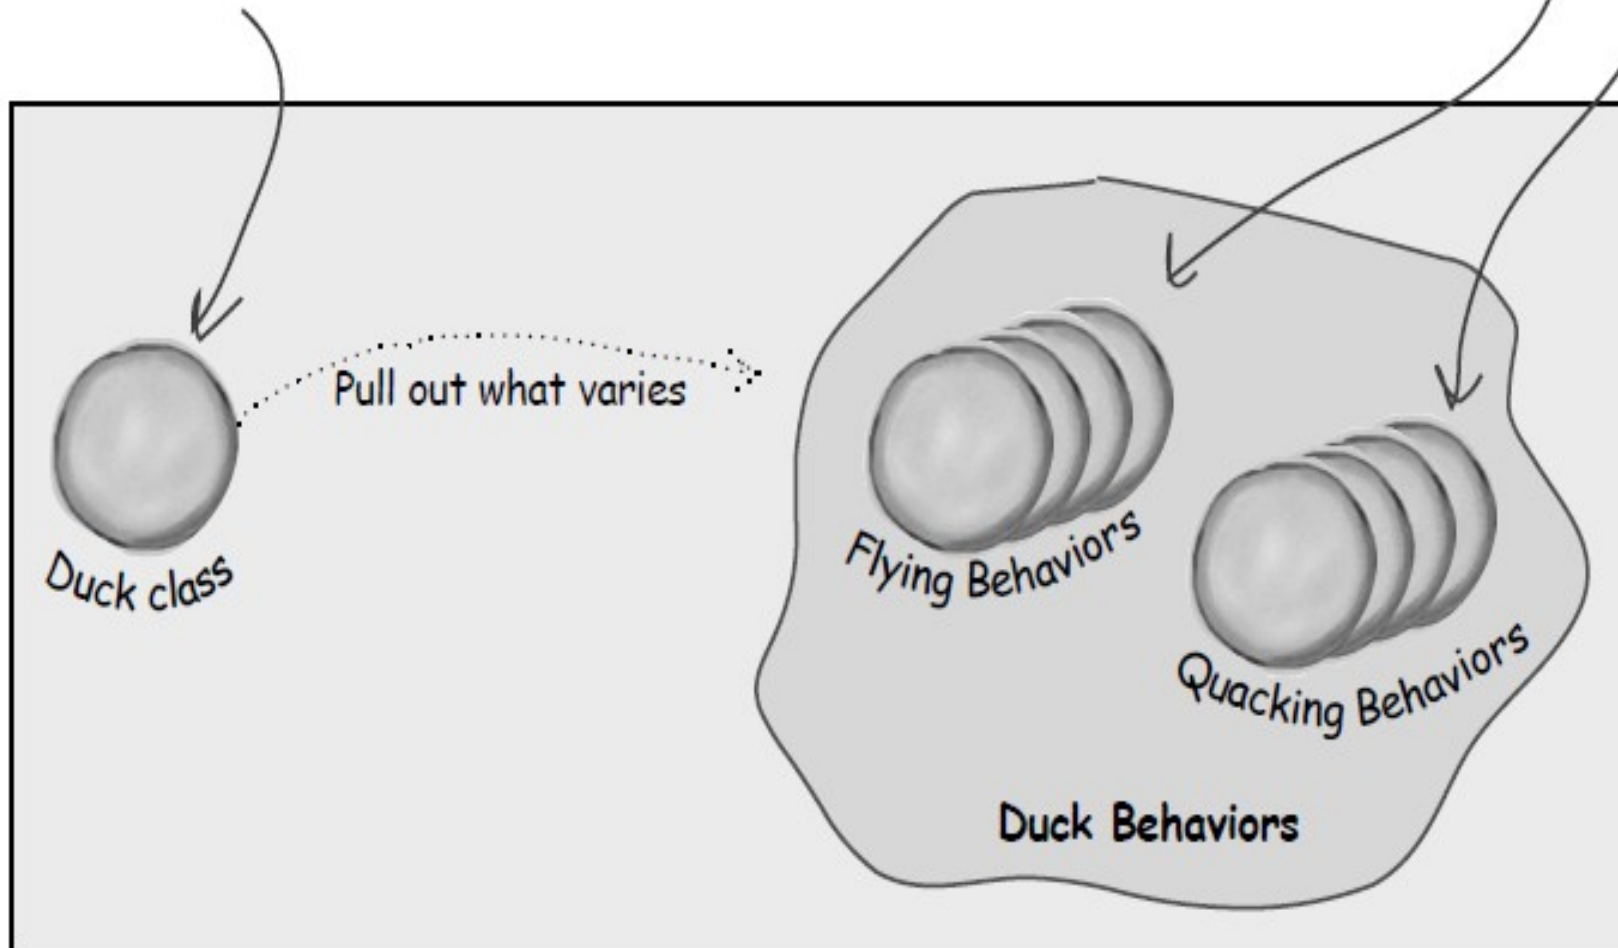 Pull out what varies
Duck class
Flying Behaviors
Quacking Behaviors
Duck Behaviors